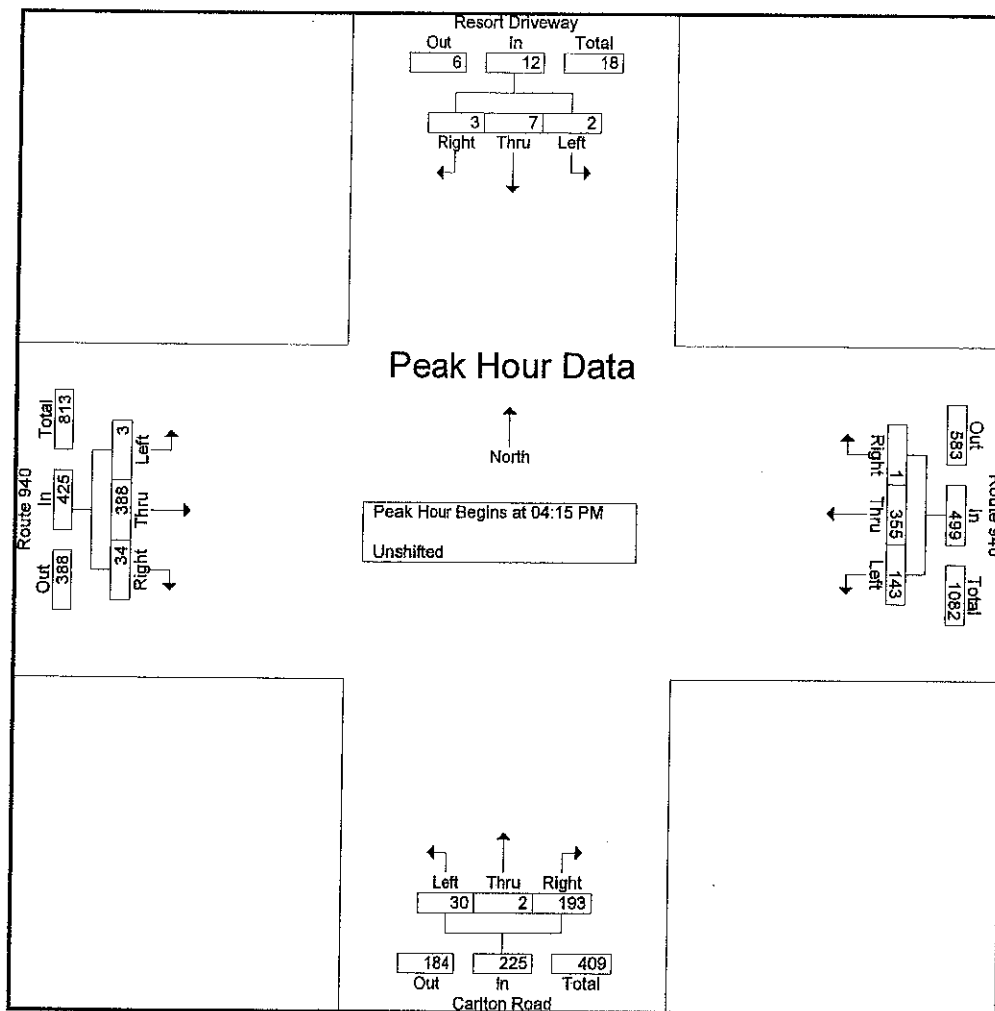 Resort Driveway
Out In Total
6 12 18
3 7 2
Right Thru Left
Peak Hour Data
North
Peak Hour Begins at 04:15 PM
Unshifted
Route 940
Total In Out
813 425 388
3 388 34
Left Thru Right
Right Thru Left
1 355 143
Out In Total
583 499 1082
Route 940
Left Thru Right
30 2 193
184 225 409
Out In Total
Carlton Road